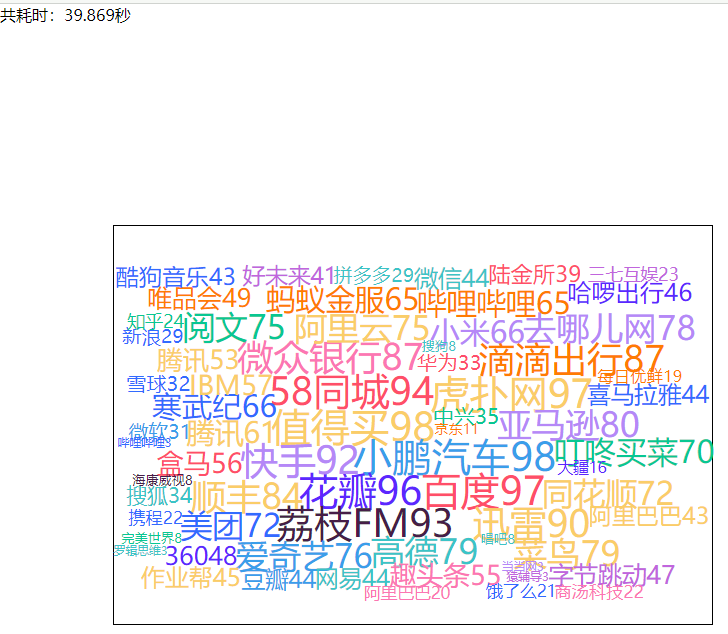 共耗时：39.869秒
酷狗音乐43 好未来41 拼多多29 微信44 陆金所39 三七互娱23
唯品会49 蚂蚁金服65 哔哩哔哩65 哈啰出行46
知乎24 阅文75 阿里云75 小米66 去哪儿网78
新浪29 搜狗8
腾讯53 微众银行87 华为33 滴滴出行87
雪球32 IBM57 58同城94 虎扑网97 每日优鲜19 喜马拉雅44
寒武纪66 中兴35
微软31 腾讯61 值得买98 京东11 亚马逊80
哔哩哔哩3
盒马56 快手92 小鹏汽车98 大疆16 叮咚买菜70
海康威视8
搜狐34 顺丰84 花瓣96 百度97 同花顺72
携程22 美团72 荔枝FM93 迅雷90 阿里巴巴43
完美世界8 唱吧8
罗辑思维3 36048 爱奇艺76 高德79 菜鸟79
当当网3
作业帮45 豆瓣44 网易44 趣头条55 猿辅导3 字节跳动47
阿里巴巴20 饿了么21 商汤科技22